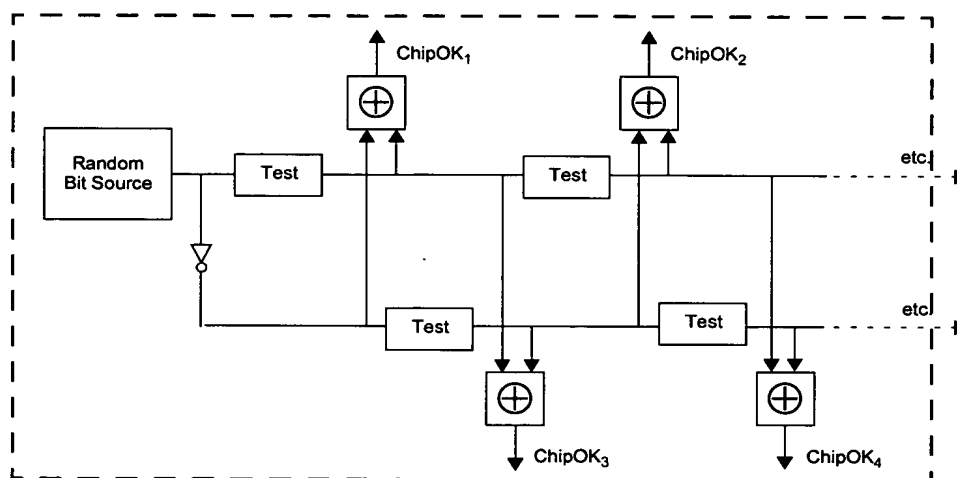 ChipOK1
ChipOK2
Random
Bit Source
Test
Test
etc.
Test
Test
etc
ChipOK3
ChipOK4